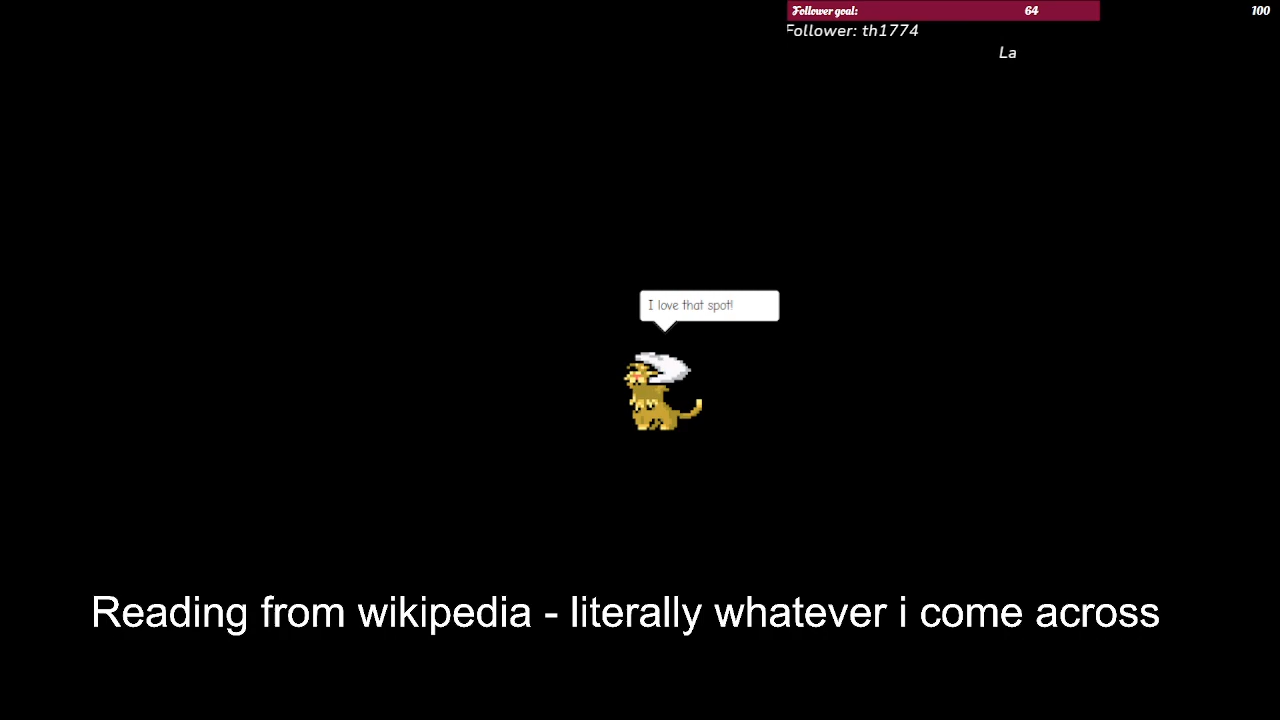 Follower goal: 64 100
Follower: th1774
La
I love that spot!
Reading from wikipedia - literally whatever i come across